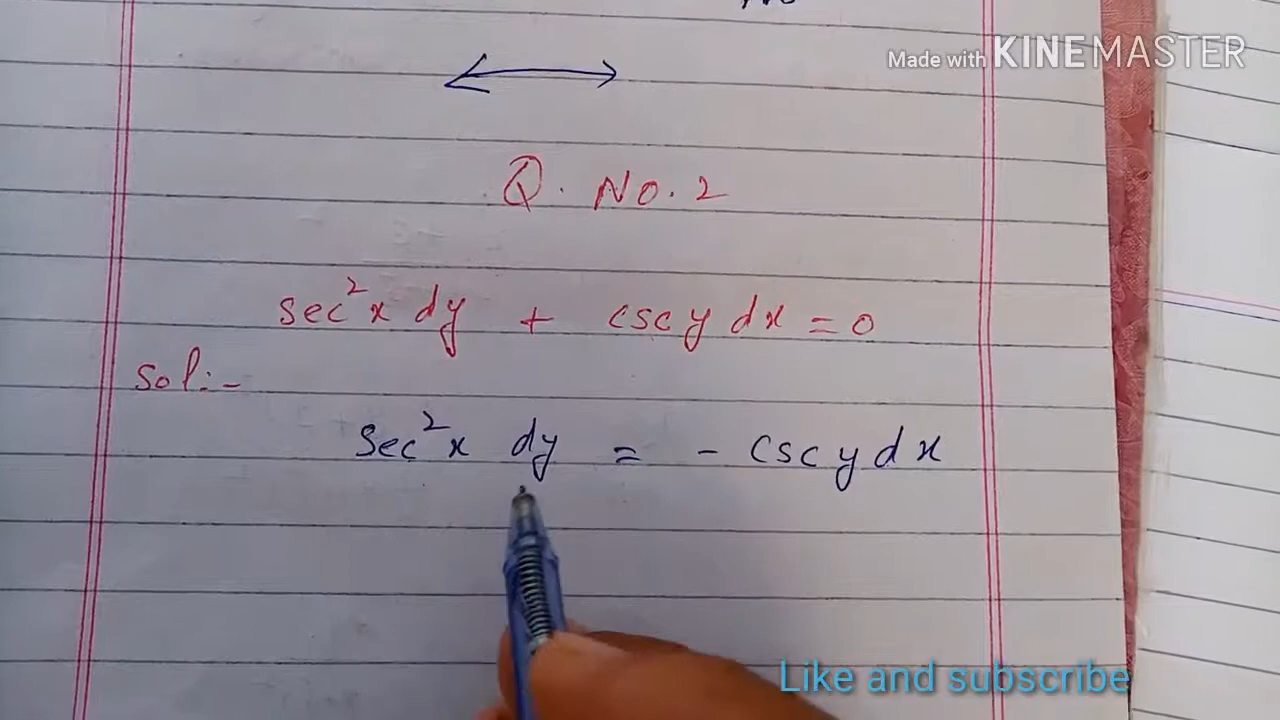 Made with KINEMASTER
Q. No. 2
sec²x dy + cscy dx = 0
Sol:-
Sec²x dy = - cscy dx
Like and subscribe